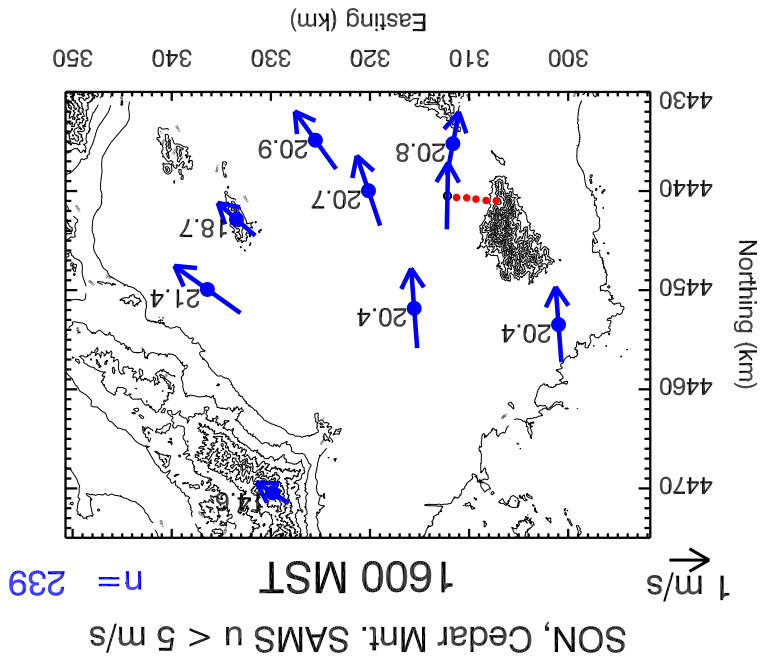 SON, Cedar Mnt. SAMS u < 5 m/s
1 m/s
1600 MST
n= 239
4470
4460
4450
4440
4430
Northing (km)
14.6
20.4
20.4
21.4
18.7
20.7
20.8
20.9
300 310 320 330 340 350
Easting (km)